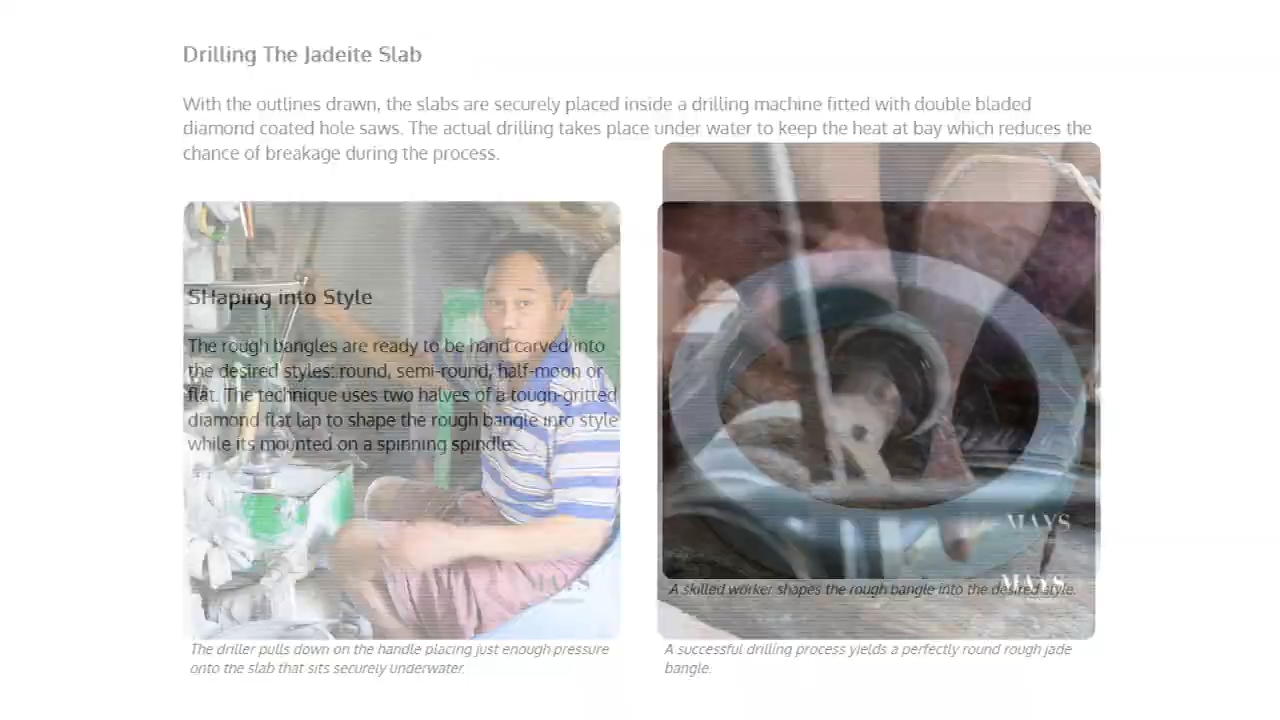 Drilling The Jadeite Slab
With the outlines drawn, the slabs are securely placed inside a drilling machine fitted with double bladed
diamond coated hole saws. The actual drilling takes place under water to keep the heat at bay which reduces the
chance of breakage during the process.
SHaping into Style
The rough bangles are ready to be hand carved into
the desired styles: round, semi-round, half-moon or
flat. The technique uses two halves of a tough-gritted
diamond flat lap to shape the rough bangle into style
while its mounted on a spinning spindle.
MAYS
MAYS
MAYS
A skilled worker shapes the rough bangle into the desired style.
The driller pulls down on the handle placing just enough pressure
onto the slab that sits securely underwater.
A successful drilling process yields a perfectly round rough jade
bangle.